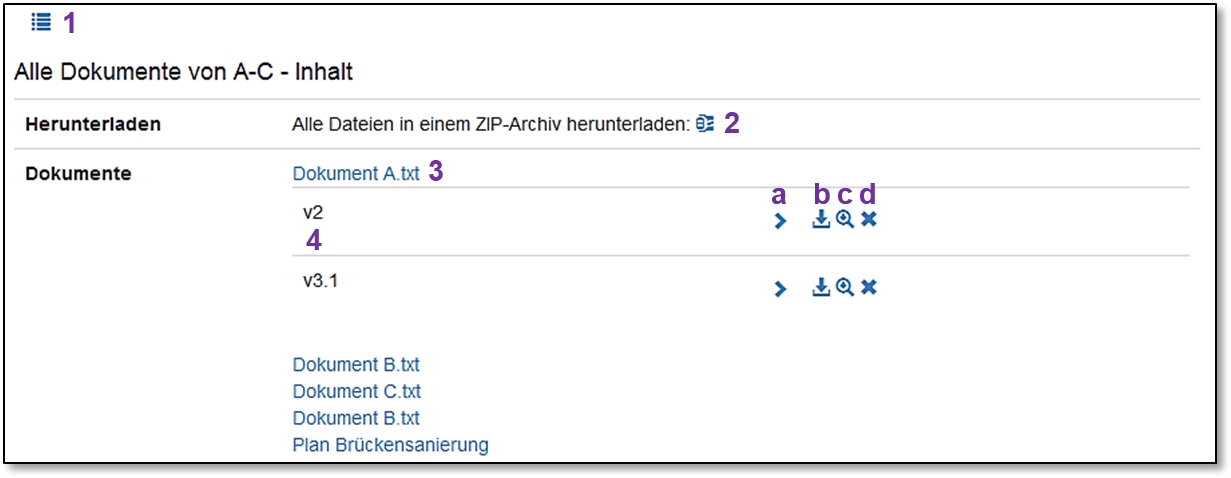 1
Alle Dokumente von A-C - Inhalt
Herunterladen Alle Dateien in einem ZIP-Archiv herunterladen: 2
Dokumente Dokument A.txt 3
a b c d
v2
4
v3.1
Dokument B.txt
Dokument C.txt
Dokument B.txt
Plan Brückensanierung